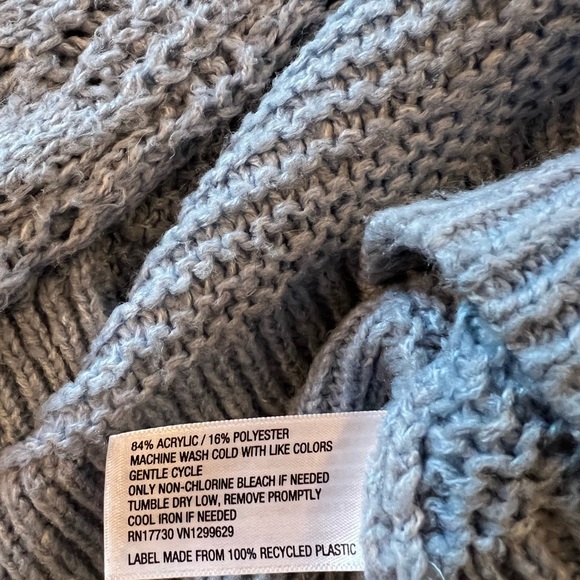 84% ACRYLIC / 16% POLYESTER
MACHINE WASH COLD WITH LIKE COLORS
GENTLE CYCLE
ONLY NON-CHLORINE BLEACH IF NEEDED
TUMBLE DRY LOW, REMOVE PROMPTLY
COOL IRON IF NEEDED
RN17730 VN1299629
LABEL MADE FROM 100% RECYCLED PLASTIC